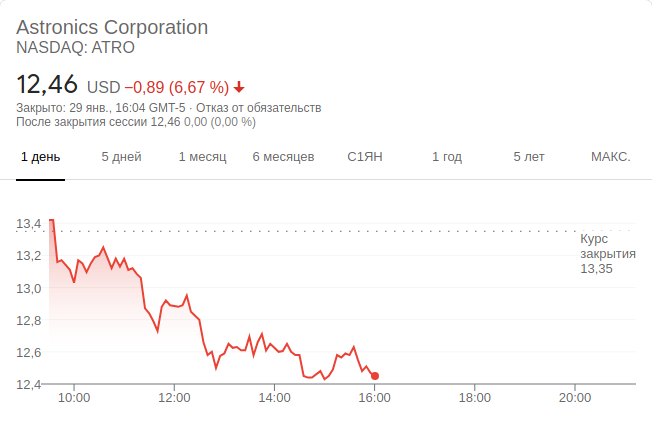 Astronics Corporation
NASDAQ: ATRO
12,46 USD −0,89 (6,67 %)
Закрыто: 29 янв., 16:04 GMT-5 · Отказ от обязательств
После закрытия сессии 12,46 0,00 (0,00 %)
1 день 5 дней 1 месяц 6 месяцев С1ЯН 1 год 5 лет МАКС.
13,4
Курс
закрытия
13,35
13,2
13,0
12,8
12,6
12,4
10:00 12:00 14:00 16:00 18:00 20:00